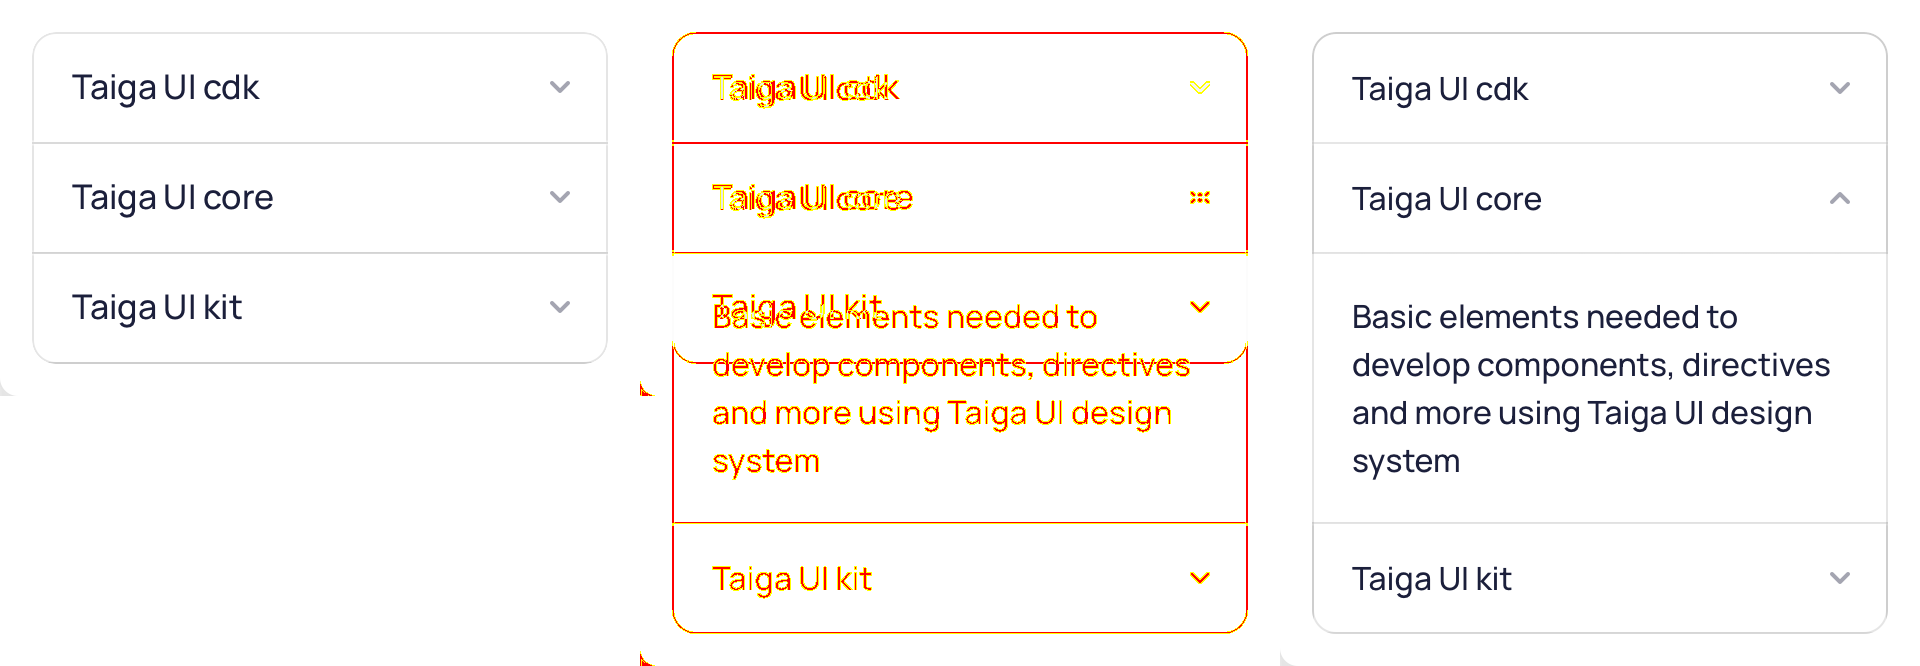 Taiga UI cdk
Taiga UI core
Taiga UI kit
Taiga UI cdk
Taiga UI core
Taiga UI kit
Basic elements needed to
develop components, directives
and more using Taiga UI design
system
Taiga UI kit
Taiga UI cdk
Taiga UI core
Basic elements needed to
develop components, directives
and more using Taiga UI design
system
Taiga UI kit